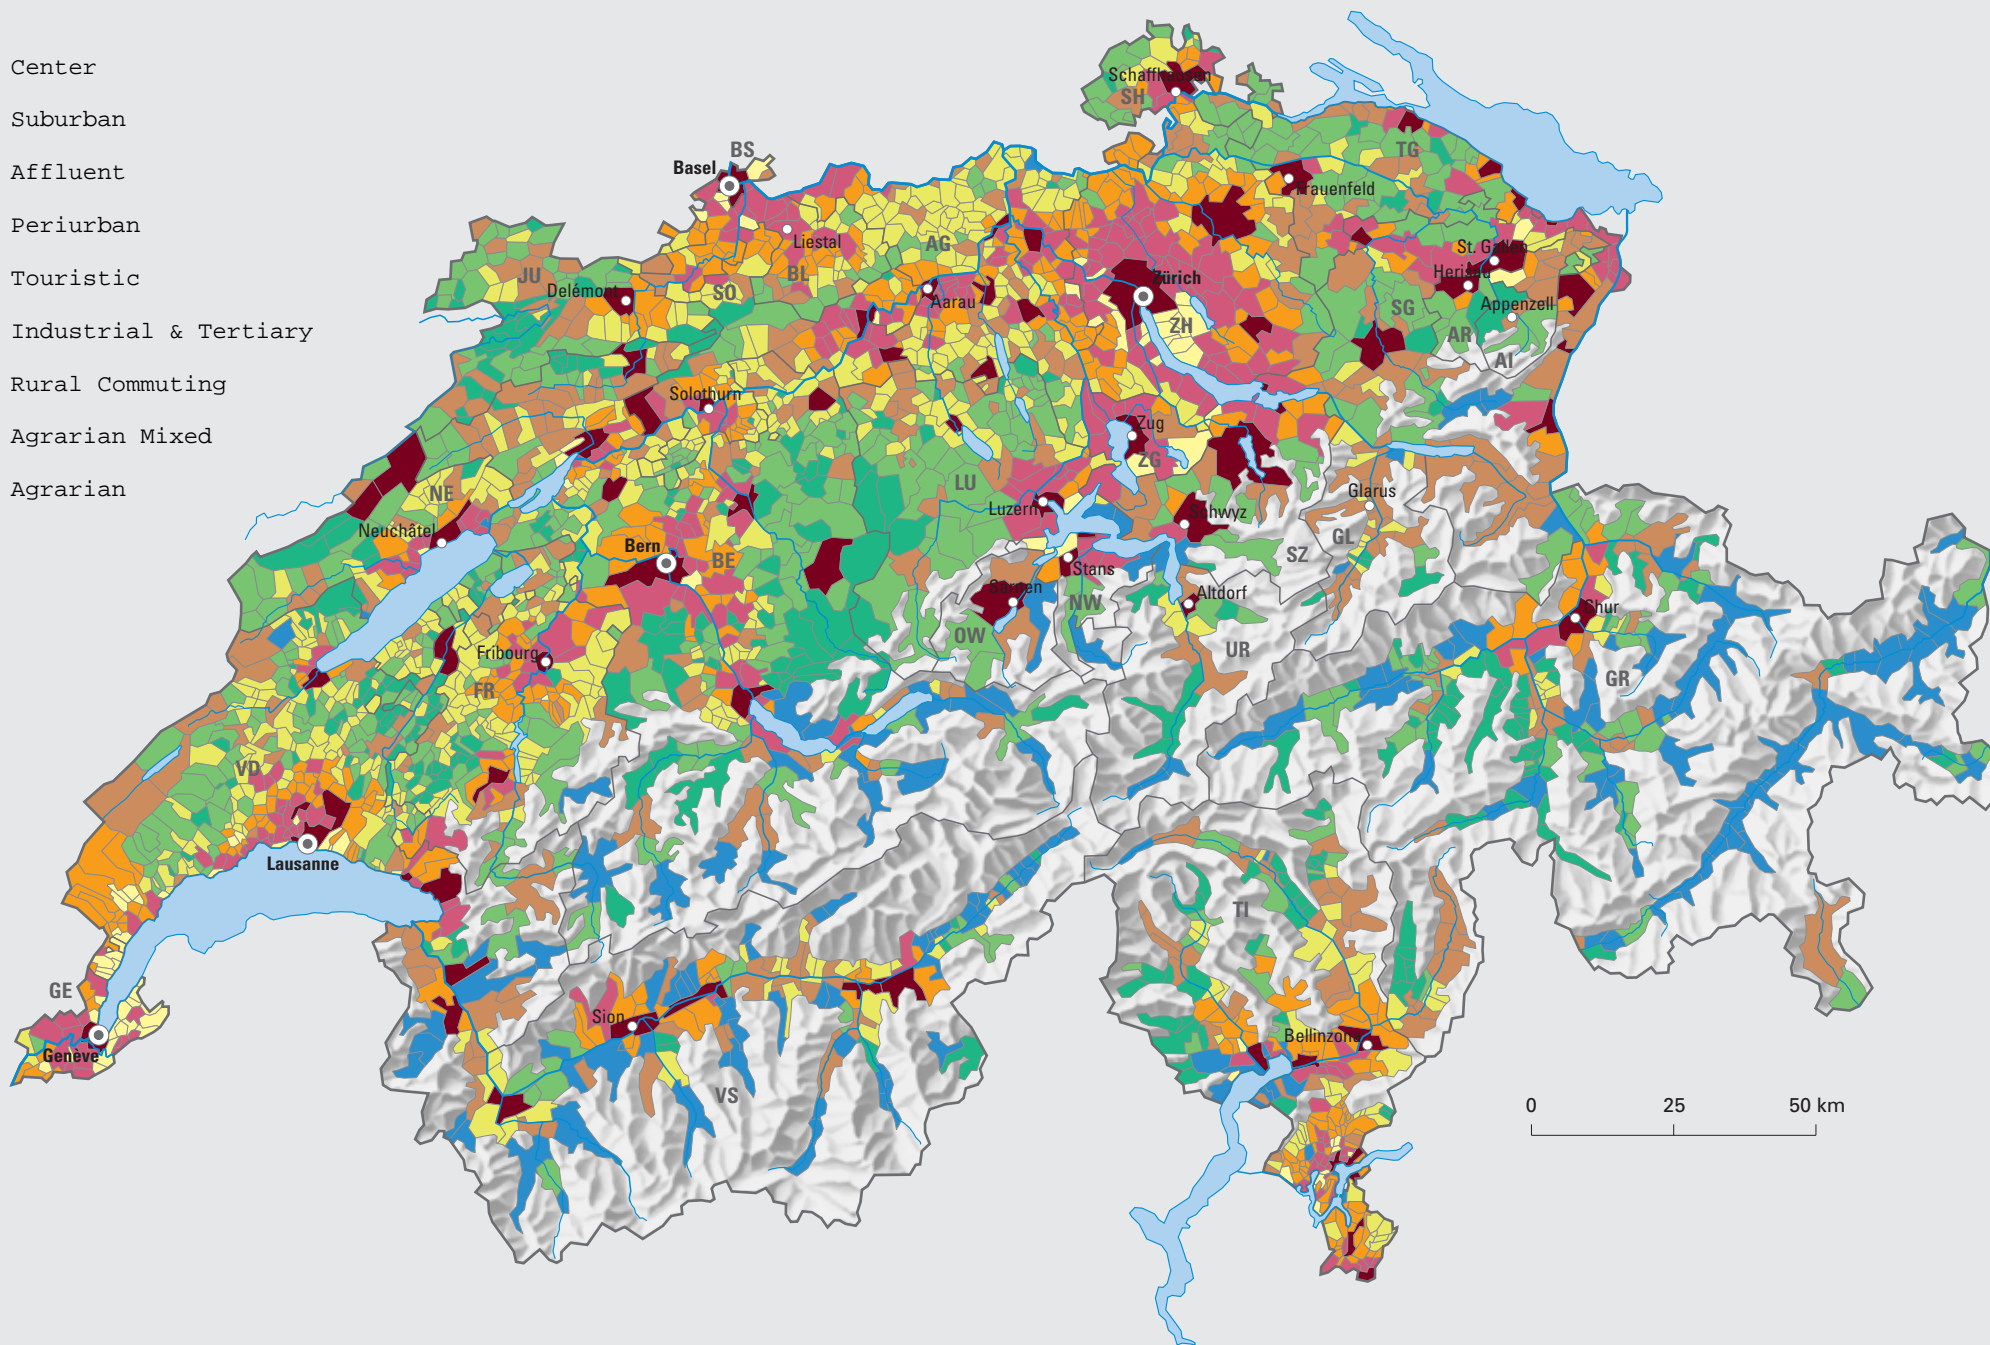 Center
Suburban
Affluent
Periurban
Touristic
Industrial & Tertiary
Rural Commuting
Agrarian Mixed
Agrarian
Schaffhausen
SH
BS
Basel
TG
Frauenfeld
Liestal
AG
St. Gallen
JU
BL
Herisau
Delémont
SO
Zürich
Aarau
Appenzell
SG
ZH
AR
AI
Solothurn
Zug
ZG
NE
LU
Glarus
Luzern
Schwyz
Neuchâtel
GL
Bern
BE
SZ
Stans
Sarnen
Altdorf
NW
Chur
OW
UR
Fribourg
GR
FR
VD
Lausanne
TI
GE
Sion
Bellinzona
Genève
VS
0 25 50 km